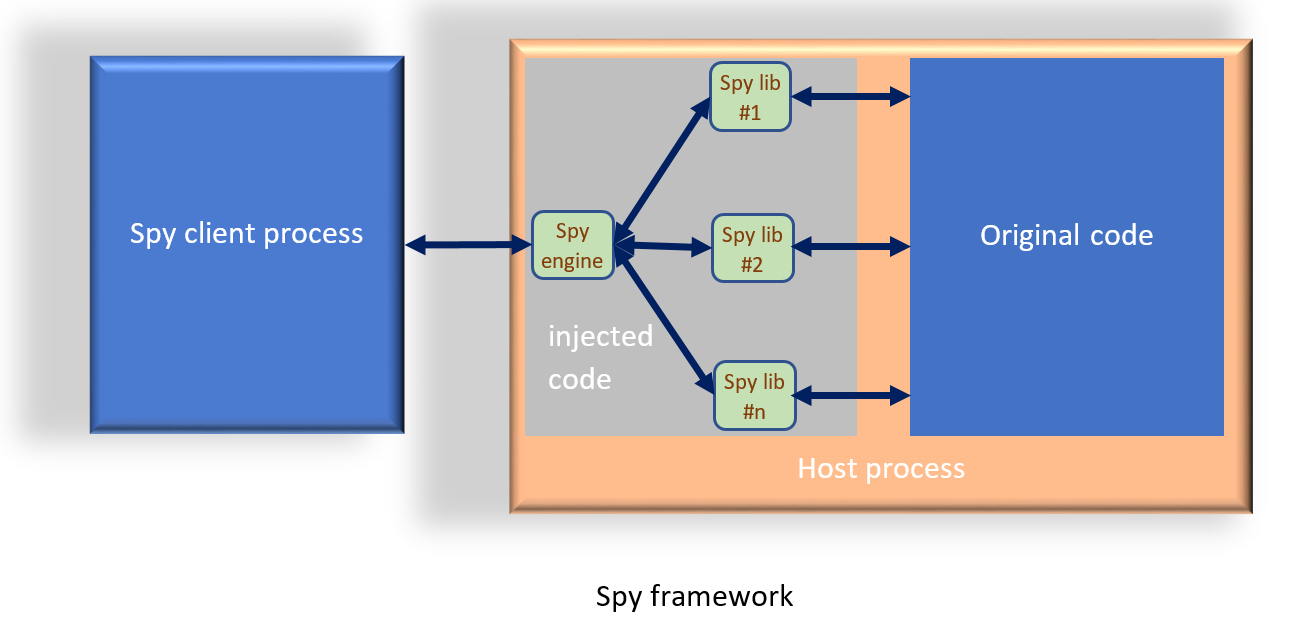 Spy client process
Spy
engine
injected
code
Spy lib
#1
Spy lib
#2
Spy lib
#n
Original code
Host process
Spy framework